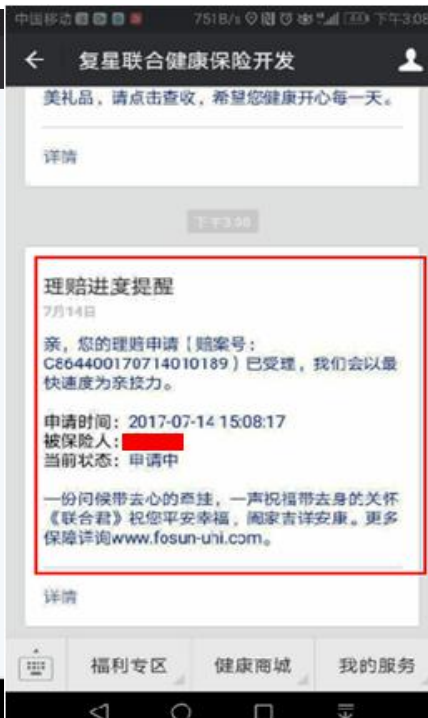 中国移动 751B/s 下午3:08
复星联合健康保险开发
美礼品，请点击查收，希望您健康开心每一天。
详情
下午3:08
理赔进度提醒
7月14日
亲，您的理赔申请（赔案号：
C864400170714010189）已受理，我们会以最
快速度为亲接力。
申请时间：2017-07-14 15:08:17
被保险人：
当前状态：申请中
一份问候带去心的牵挂，一声祝福带去身的关怀
《联合君》祝您平安幸福，阖家吉详安康。更多
保障详询www.fosun-uhi.com。
详情
福利专区 健康商城 我的服务